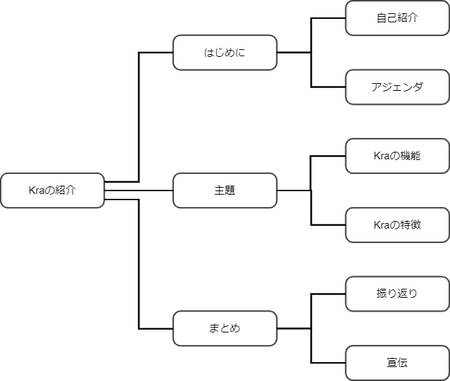 Kraの紹介
はじめに
自己紹介
アジェンダ
主題
Kraの機能
Kraの特徴
まとめ
振り返り
宣伝